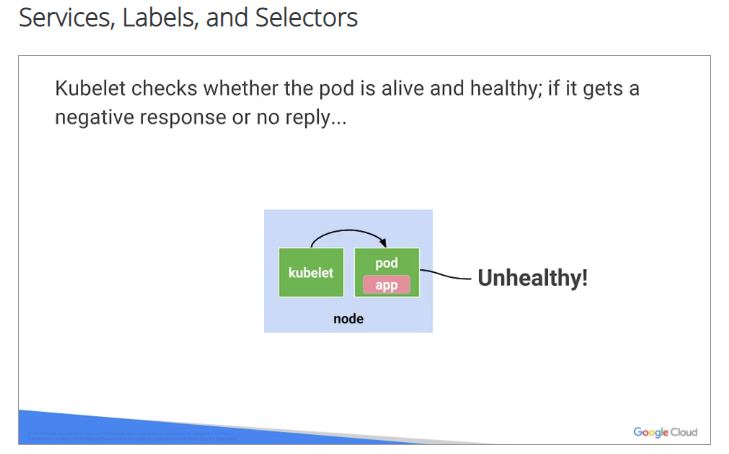 Services, Labels, and Selectors
Kubelet checks whether the pod is alive and healthy; if it gets a
negative response or no reply...
kubelet
pod
app
Unhealthy!
node
Google Cloud